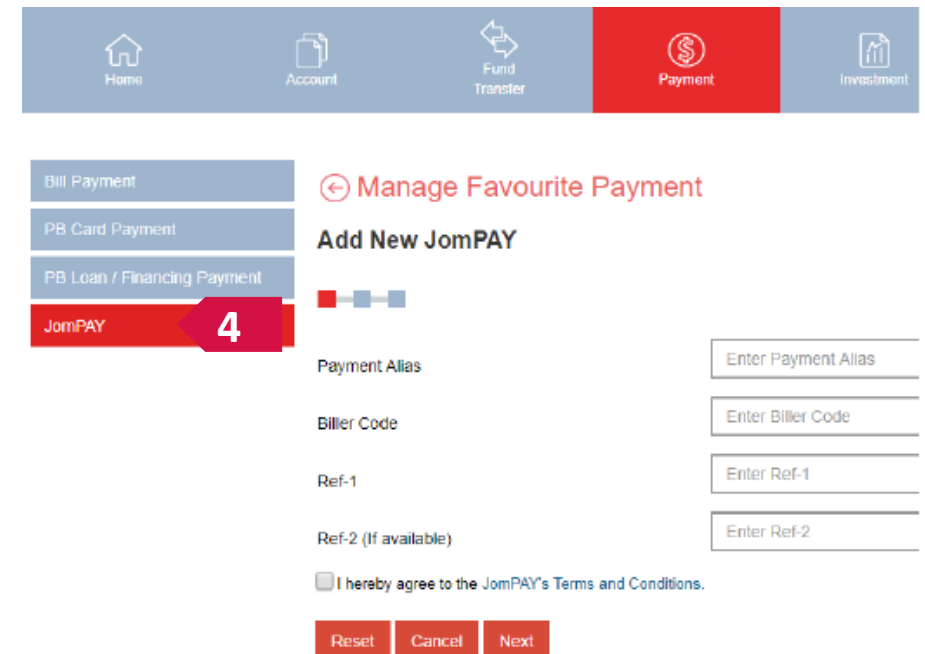 Home
Account
Fund
Transfer
Payment
Investment
Bill Payment
PB Card Payment
PB Loan / Financing Payment
JomPAY
4
Manage Favourite Payment
Add New JomPAY
Payment Alias
Enter Payment Alias
Biller Code
Enter Biller Code
Ref-1
Enter Ref-1
Ref-2 (If available)
Enter Ref-2
I hereby agree to the JomPAY's Terms and Conditions.
Reset Cancel Next